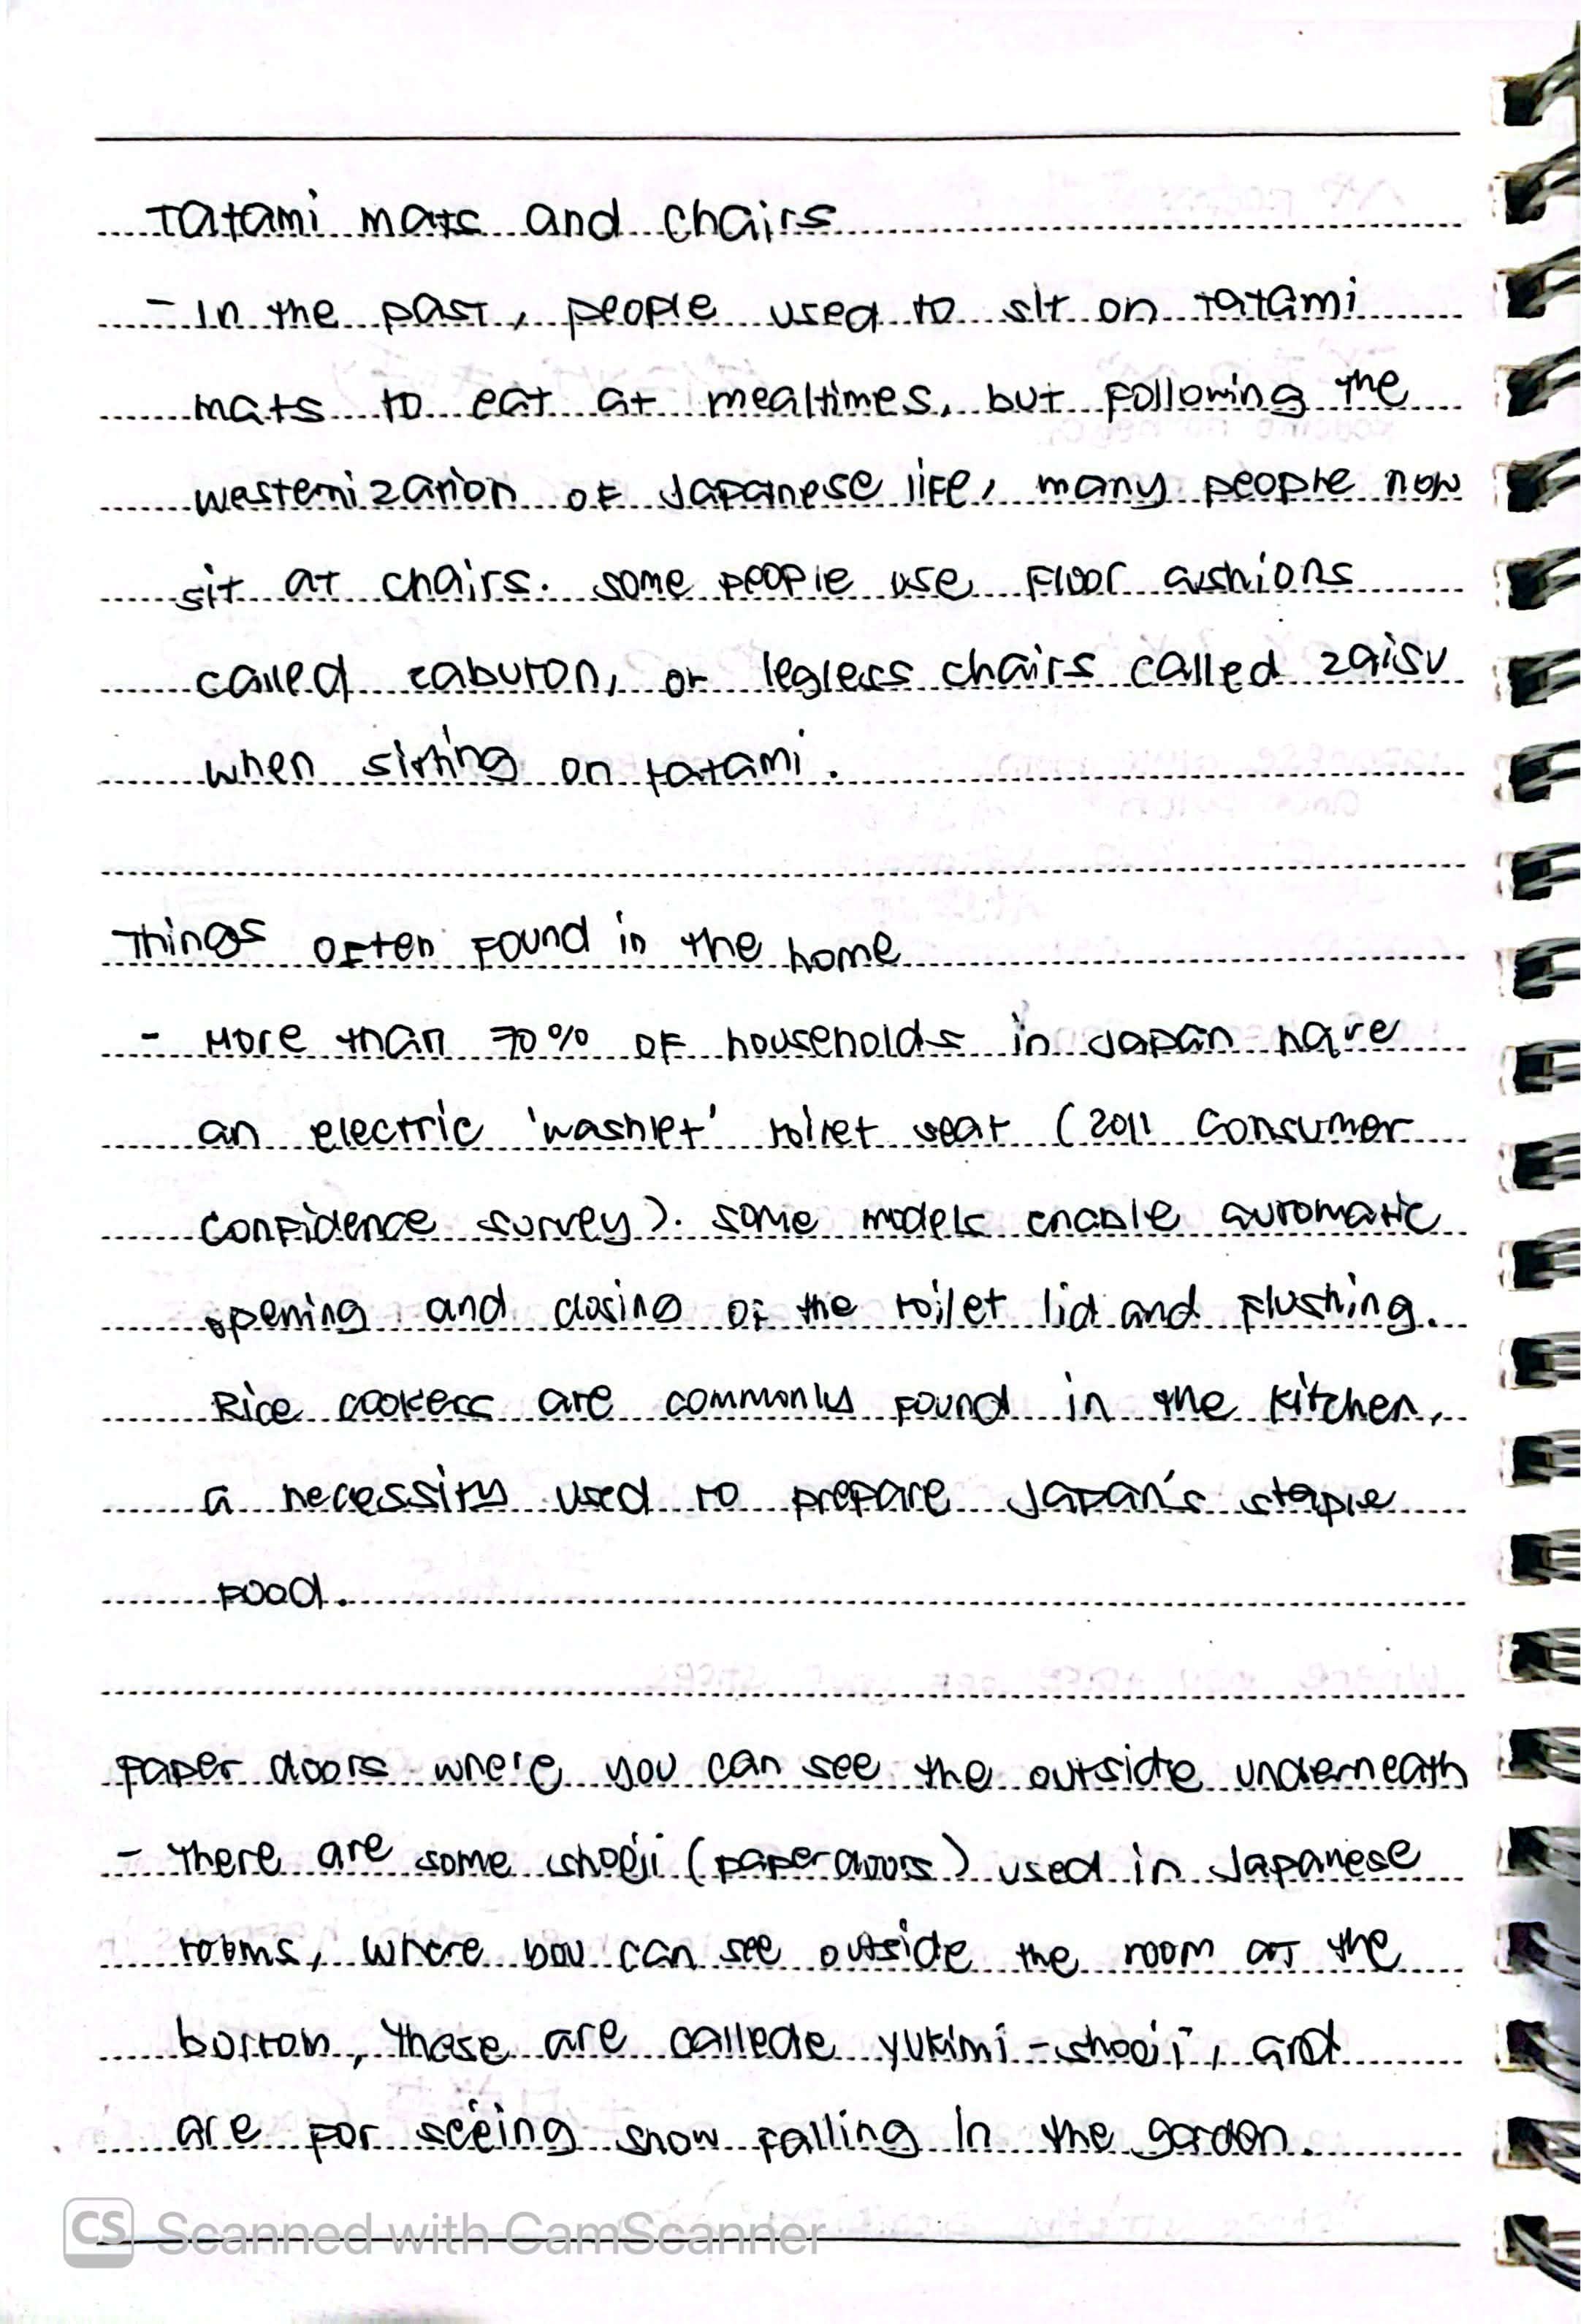 Tatami mats and chairs
- In the past, people used to sit on tatami
mats to eat at mealtimes, but following the
westernization of Japanese life, many people now
sit at chairs. some people use floor cushions
called zabuton, or legless chairs called zaisu
when sitting on tatami.
Things often found in the home
- More than 70% of households in Japan have
an electric 'washlet' toilet seat (2011 Consumer
Confidence survey). some models enable automatic
opening and closing of the toilet lid and flushing.
Rice cookers are commonly found in the kitchen,
a necessity used to prepare Japan's staple
food.
paper doors where you can see the outside underneath
- There are some shoji (paper doors) used in Japanese
rooms, where you can see outside the room at the
bottom, these are callede yukimi-shoji, and
are for seeing snow falling in the garden.
CS Scanned with CamScanner